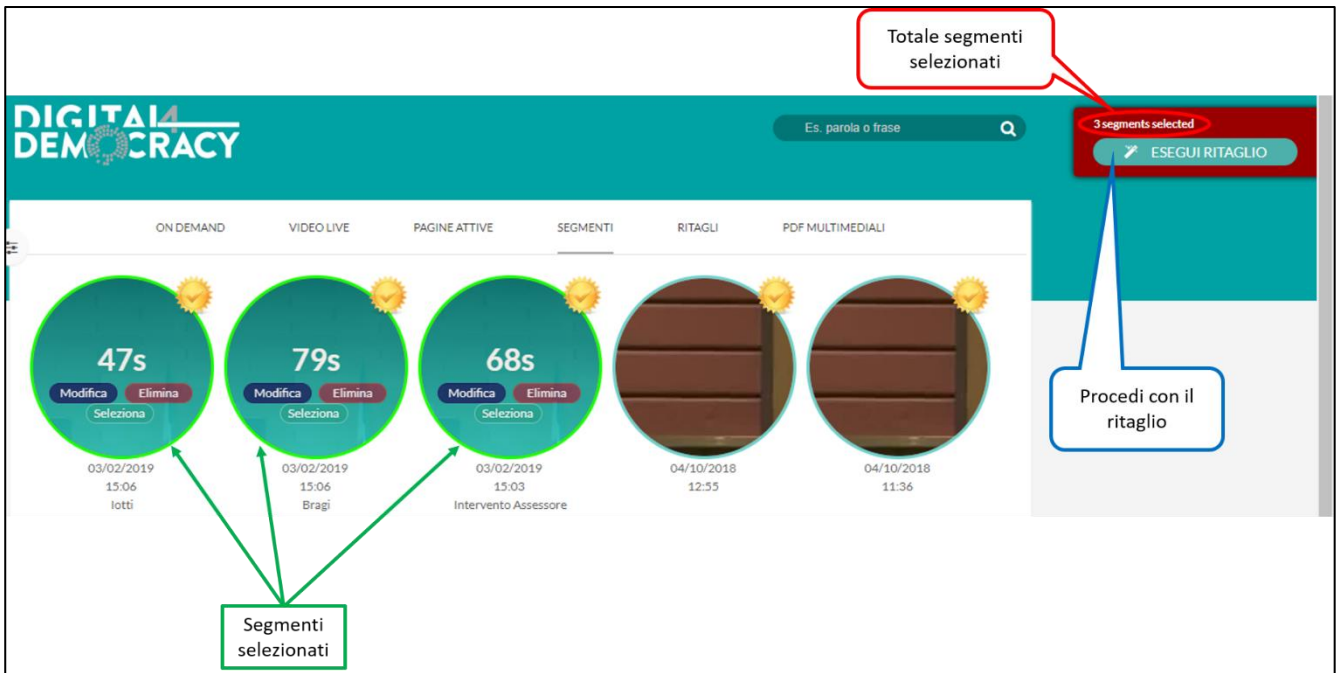 Totale segmenti
selezionati
DIGITAL4
DEMOCRACY
Es. parola o frase
3 segments selected
ESEGUI RITAGLIO
ON DEMAND
VIDEO LIVE
PAGINE ATTIVE
SEGMENTI
RITAGLI
PDF MULTIMEDIALI
47s
Modifica Elimina
Seleziona
03/02/2019
15:06
Iotti
79s
Modifica Elimina
Seleziona
03/02/2019
15:06
Bragi
68s
Modifica Elimina
Seleziona
03/02/2019
15:03
Intervento Assessore
04/10/2018
12:55
04/10/2018
11:36
Procedi con il
ritaglio
Segmenti
selezionati